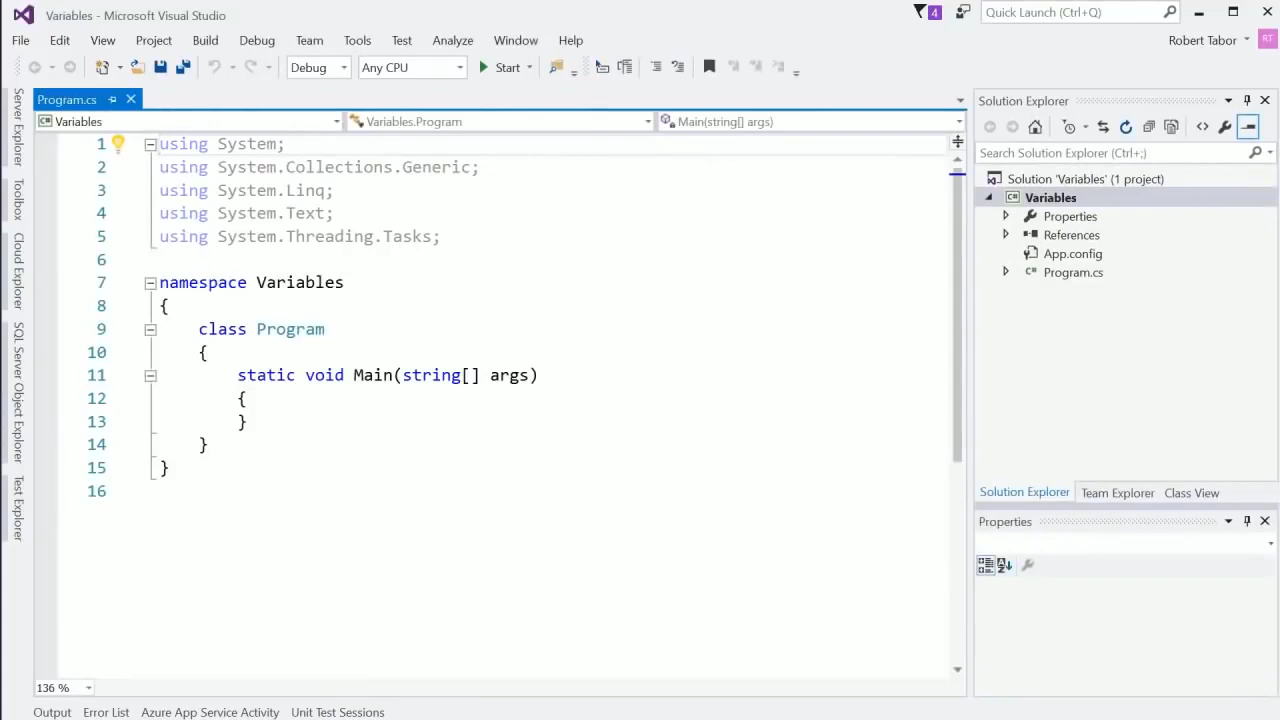 Variables - Microsoft Visual Studio
4
Quick Launch (Ctrl+Q)
File Edit View Project Build Debug Team Tools Test Analyze Window Help
Robert Tabor RT
Debug Any CPU Start
Program.cs
Variables Variables.Program Main(string[] args)
1 using System;
2 using System.Collections.Generic;
3 using System.Linq;
4 using System.Text;
5 using System.Threading.Tasks;
6
7 namespace Variables
8 {
9 class Program
10 {
11 static void Main(string[] args)
12 {
13 }
14 }
15 }
16
136 %
Server Explorer
Toolbox
Cloud Explorer
SQL Server Object Explorer
Test Explorer
Solution Explorer
Search Solution Explorer (Ctrl+;)
Solution 'Variables' (1 project)
C# Variables
Properties
References
App.config
C# Program.cs
Solution Explorer Team Explorer Class View
Properties
Output Error List Azure App Service Activity Unit Test Sessions